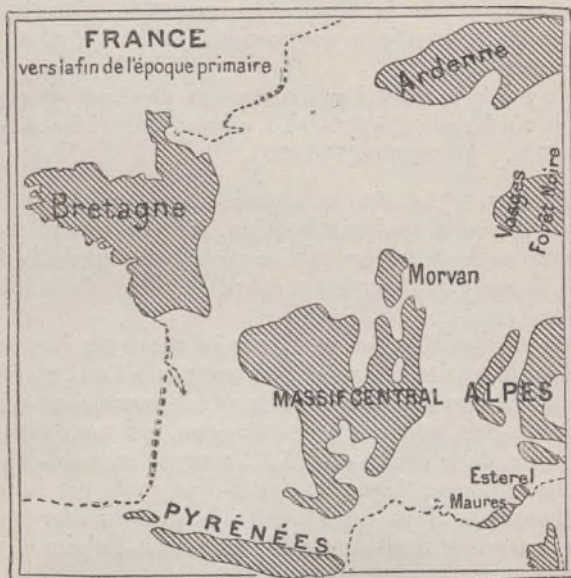 FRANCE
vers la fin de l'époque primaire
Ardenne
Bretagne
Vosges
Forêt Noire
Morvan
MASSIF CENTRAL
ALPES
Esterel
Maures
PYRÉNÉES